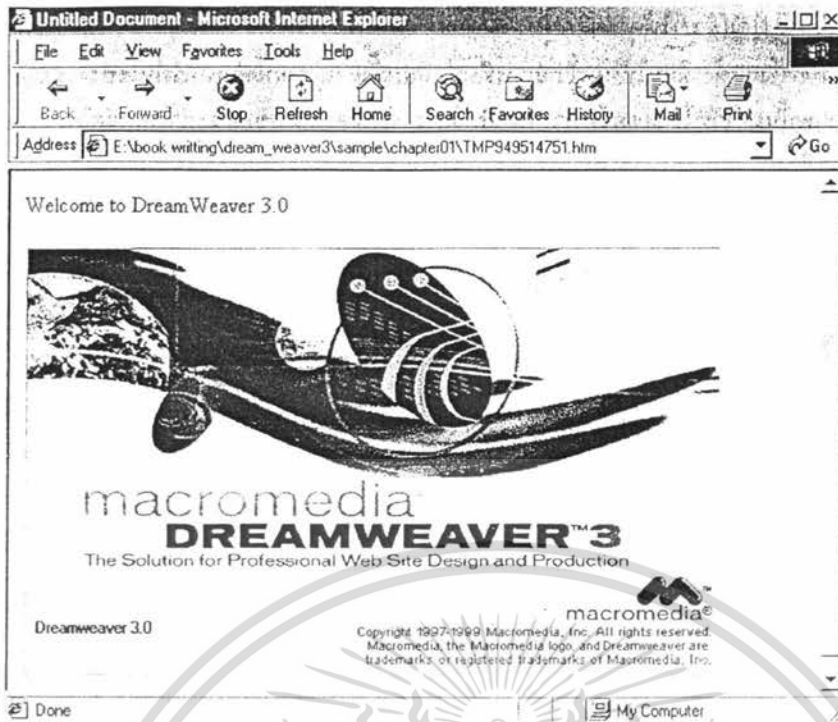 Untitled Document - Microsoft Internet Explorer
File Edit View Favorites Tools Help
Back Forward Stop Refresh Home Search Favorites History Mail Print
Address E:\book writting\dream_weaver3\sample\chapter01\TMP949514751.htm Go
Welcome to DreamWeaver 3.0
macromedia
DREAMWEAVER™3
The Solution for Professional Web Site Design and Production
macromedia®
Dreamweaver 3.0
Copyright 1997-1999 Macromedia, Inc. All rights reserved.
Macromedia, the Macromedia logo, and Dreamweaver are
trademarks or registered trademarks of Macromedia, Inc.
Done My Computer